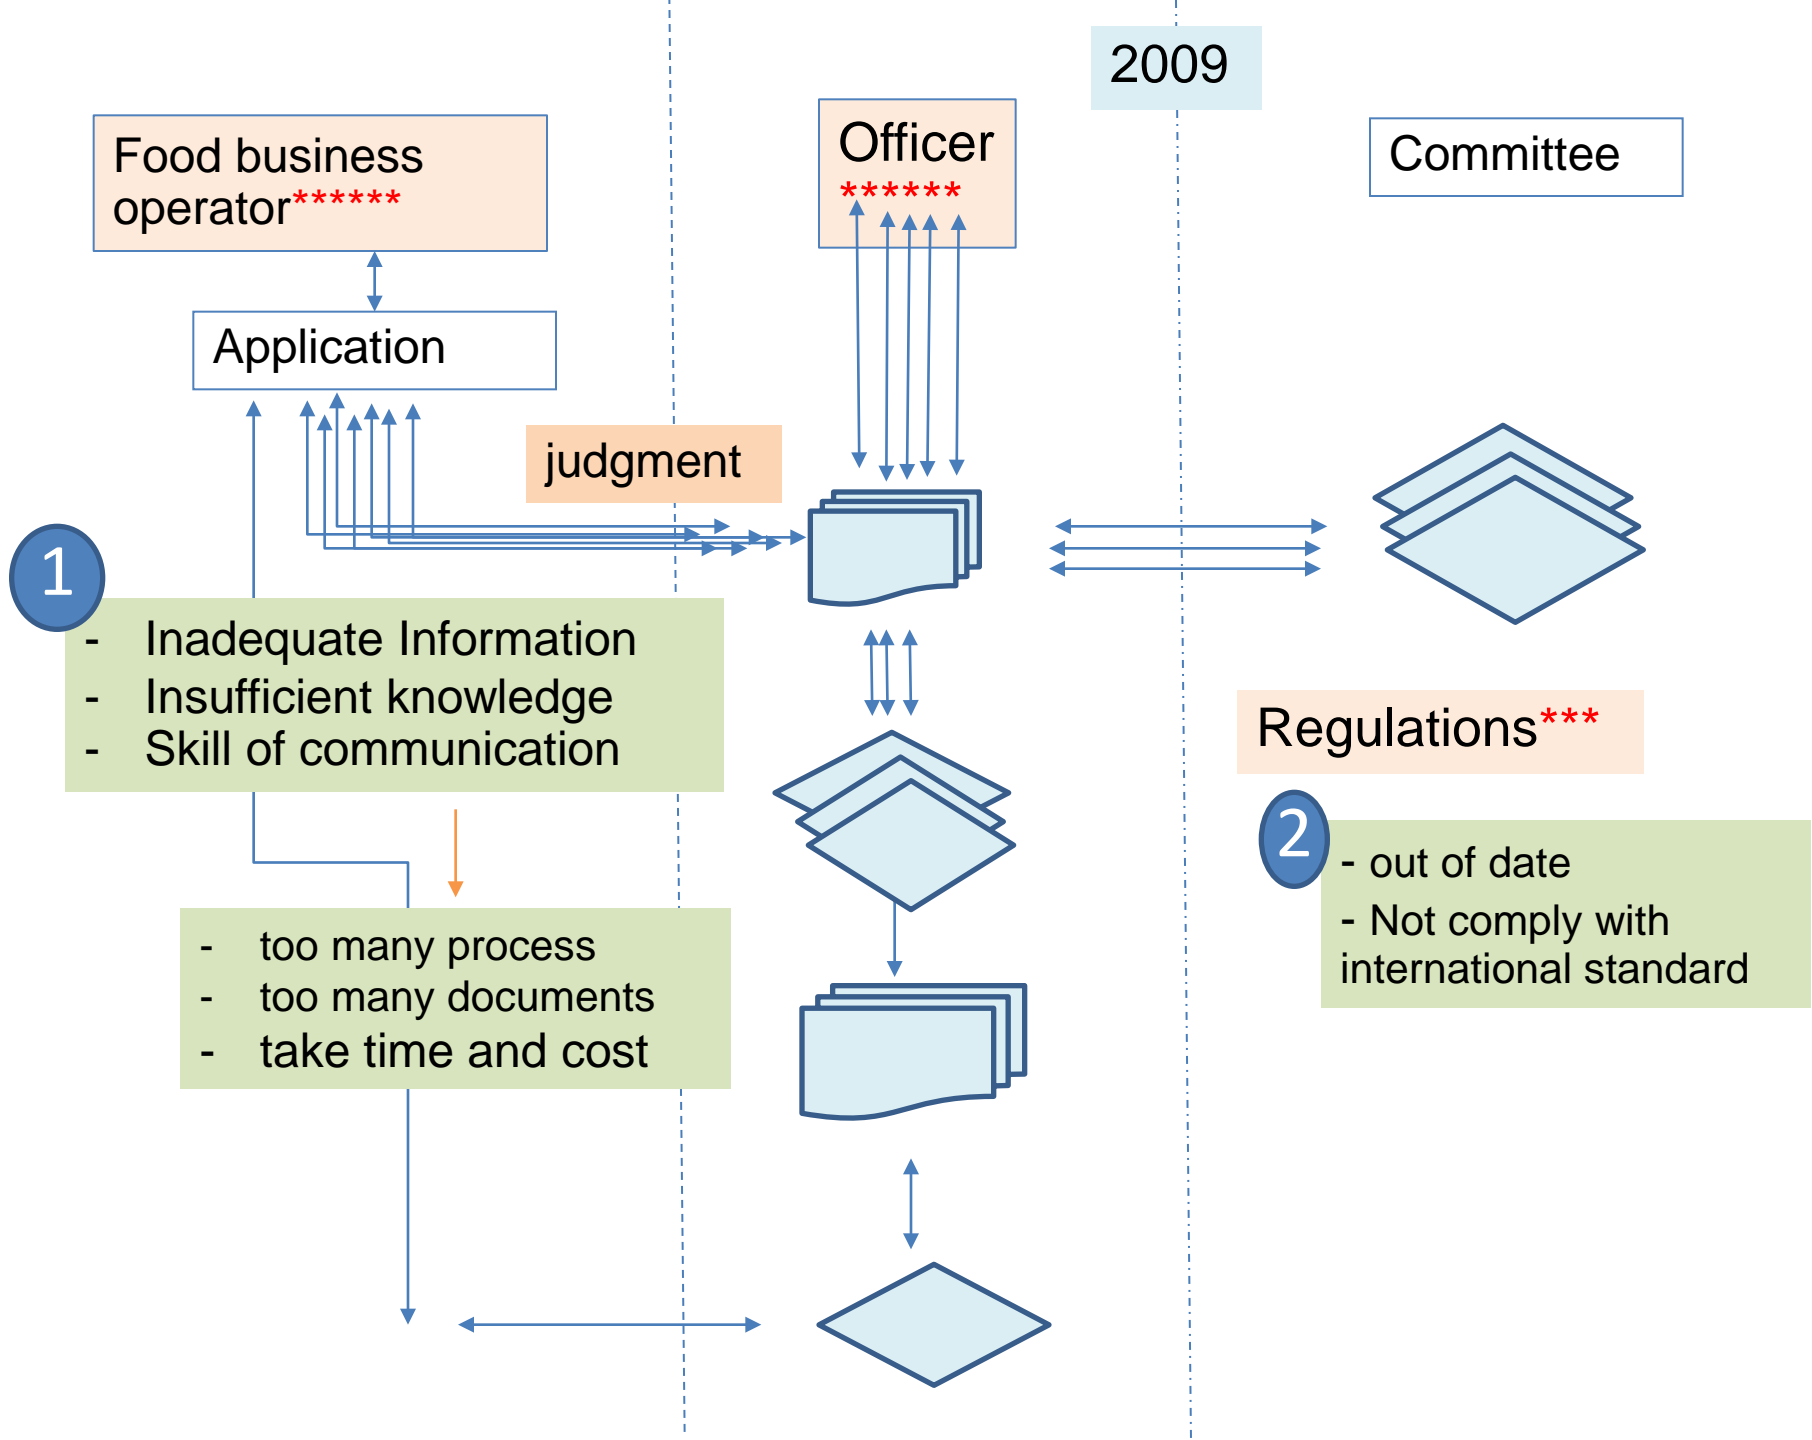 2009
Food business
operator******
Officer
******
Committee
Application
judgment
1
- Inadequate Information
- Insufficient knowledge
- Skill of communication
Regulations***
2
- out of date
- Not comply with
international standard
- too many process
- too many documents
- take time and cost